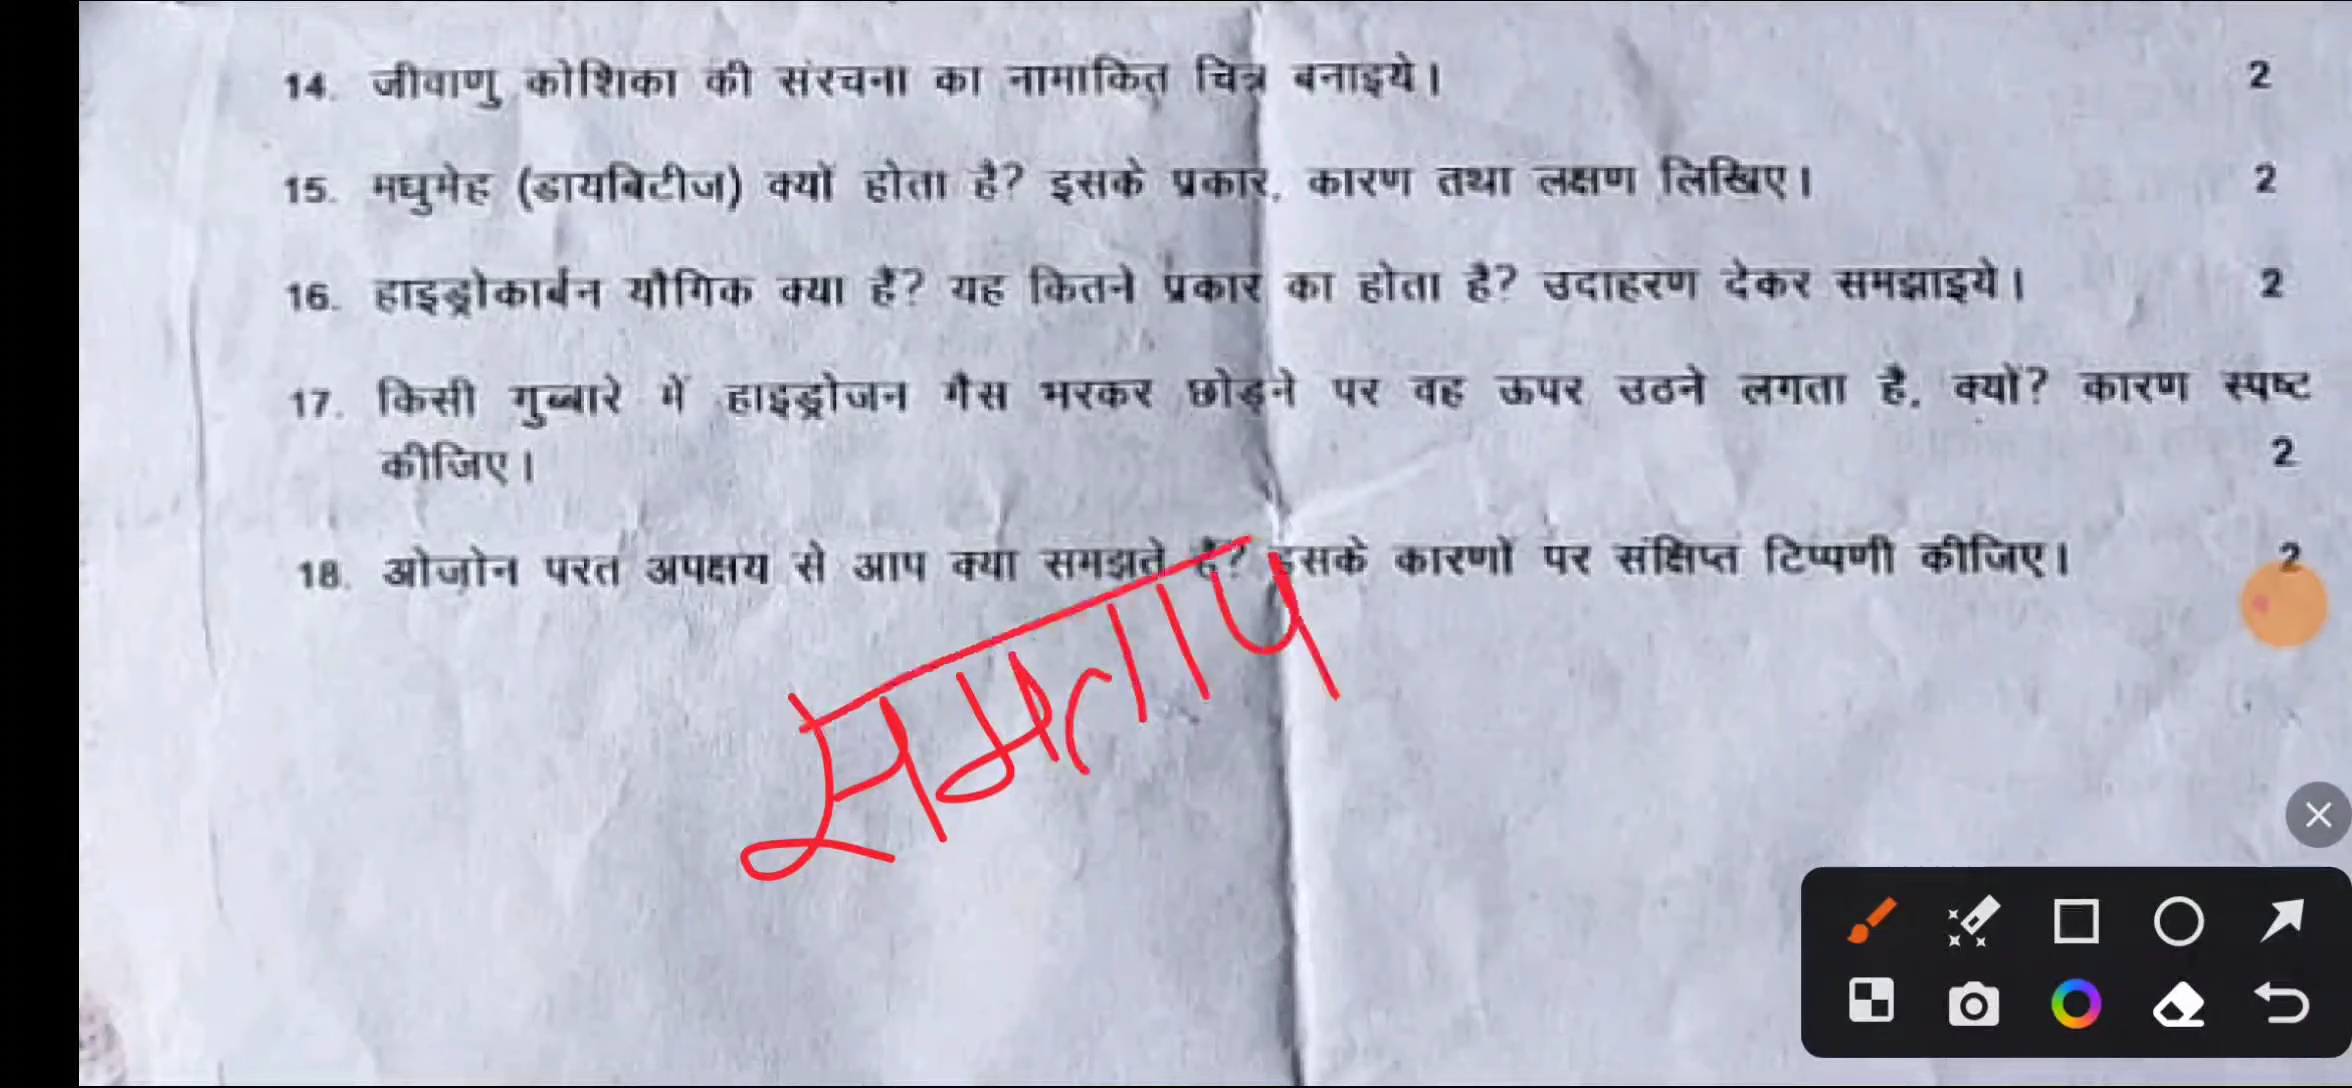 14. जीवाणु कोशिका की संरचना का नामांकित चित्र बनाइये। 2
15. मधुमेह (डायबिटीज) क्यों होता है? इसके प्रकार, कारण तथा लक्षण लिखिए। 2
16. हाइड्रोकार्बन यौगिक क्या हैं? यह कितने प्रकार का होता है? उदाहरण देकर समझाइये। 2
17. किसी गुब्बारे में हाइड्रोजन गैस भरकर छोड़ने पर वह ऊपर उठने लगता है, क्यों? कारण स्पष्ट
कीजिए। 2
18. ओजोन परत अपक्षय से आप क्या समझते हैं? इसके कारणों पर संक्षिप्त टिप्पणी कीजिए। 2